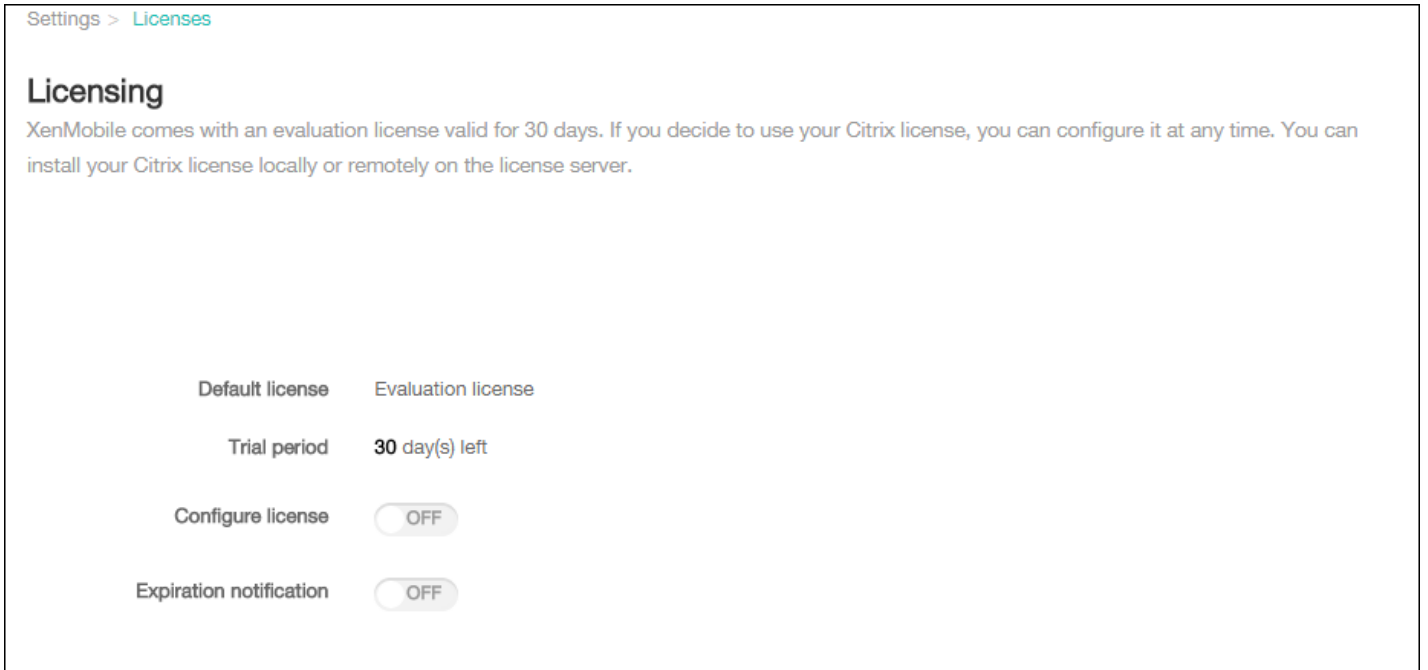 Settings > Licenses
Licensing
XenMobile comes with an evaluation license valid for 30 days. If you decide to use your Citrix license, you can configure it at any time. You can
install your Citrix license locally or remotely on the license server.
Default license Evaluation license
Trial period 30 day(s) left
Configure license OFF
Expiration notification OFF